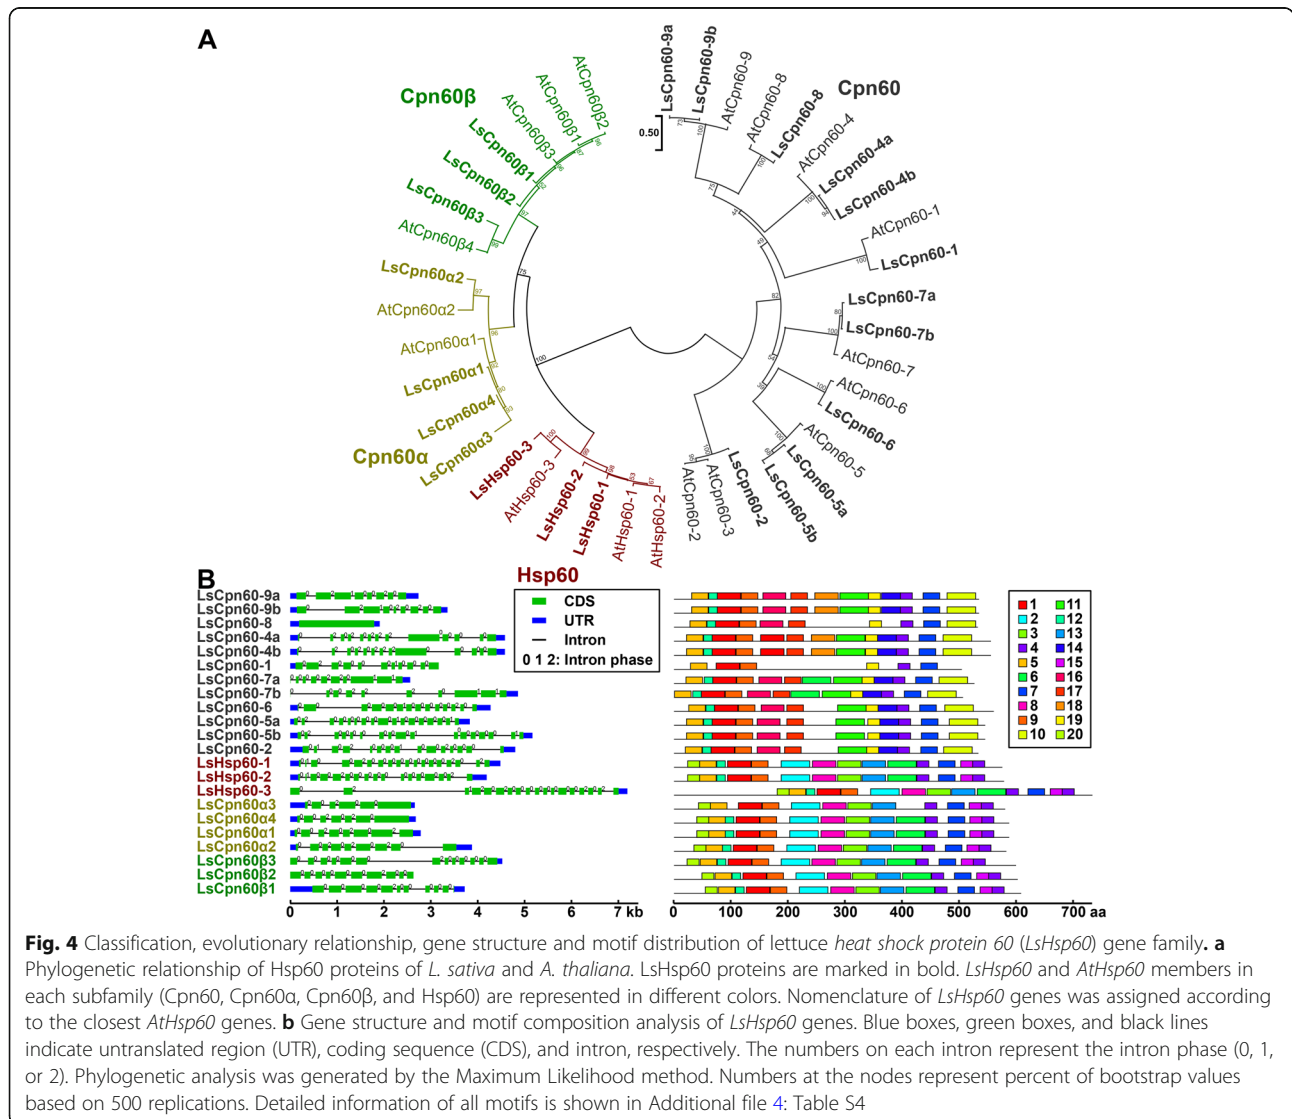 A
Cpn60β
AtCpn60β2
AtCpn60β1
AtCpn60β3
LsCpn60β1
LsCpn60β2
LsCpn60β3
AtCpn60β4
LsCpn60α2
AtCpn60α2
AtCpn60α1
LsCpn60α1
LsCpn60α4
LsCpn60α3
Cpn60α
LsHsp60-3
AtHsp60-3
LsHsp60-2
LsHsp60-1
AtHsp60-1
AtHsp60-2
Hsp60
0.50
LsCpn60-9a
LsCpn60-9b
AtCpn60-9
AtCpn60-8
LsCpn60-8
Cpn60
AtCpn60-4
LsCpn60-4a
LsCpn60-4b
AtCpn60-1
LsCpn60-1
LsCpn60-7a
LsCpn60-7b
AtCpn60-7
AtCpn60-6
LsCpn60-6
AtCpn60-5
LsCpn60-5a
LsCpn60-5b
LsCpn60-2
AtCpn60-3
AtCpn60-2
B
LsCpn60-9a
LsCpn60-9b
LsCpn60-8
LsCpn60-4a
LsCpn60-4b
LsCpn60-1
LsCpn60-7a
LsCpn60-7b
LsCpn60-6
LsCpn60-5a
LsCpn60-5b
LsCpn60-2
LsHsp60-1
LsHsp60-2
LsHsp60-3
LsCpn60α3
LsCpn60α4
LsCpn60α1
LsCpn60α2
LsCpn60β3
LsCpn60β2
LsCpn60β1
0 1 2 3 4 5 6 7 kb
CDS
UTR
Intron
0 1 2: Intron phase
0 100 200 300 400 500 600 700 aa
1 11
2 12
3 13
4 14
5 15
6 16
7 17
8 18
9 19
10 20
Fig. 4 Classification, evolutionary relationship, gene structure and motif distribution of lettuce heat shock protein 60 (LsHsp60) gene family. a
Phylogenetic relationship of Hsp60 proteins of L. sativa and A. thaliana. LsHsp60 proteins are marked in bold. LsHsp60 and AtHsp60 members in
each subfamily (Cpn60, Cpn60α, Cpn60β, and Hsp60) are represented in different colors. Nomenclature of LsHsp60 genes was assigned according
to the closest AtHsp60 genes. b Gene structure and motif composition analysis of LsHsp60 genes. Blue boxes, green boxes, and black lines
indicate untranslated region (UTR), coding sequence (CDS), and intron, respectively. The numbers on each intron represent the intron phase (0, 1,
or 2). Phylogenetic analysis was generated by the Maximum Likelihood method. Numbers at the nodes represent percent of bootstrap values
based on 500 replications. Detailed information of all motifs is shown in Additional file 4: Table S4